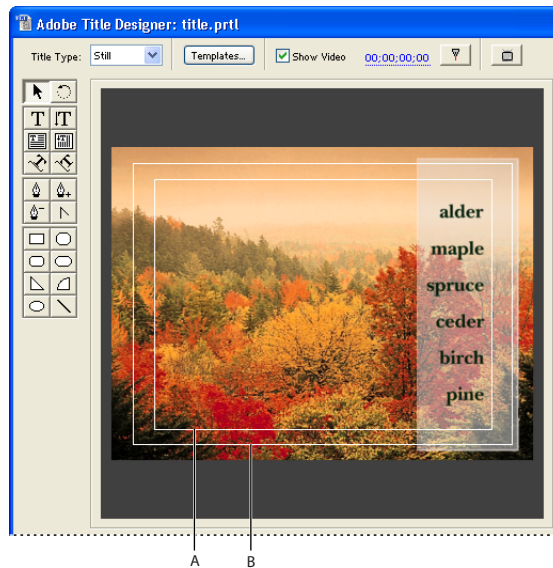 Adobe Title Designer: title.prtl
Title Type: Still Templates... Show Video 00;00;00;00
T T
T T
alder
maple
spruce
ceder
birch
pine
A B